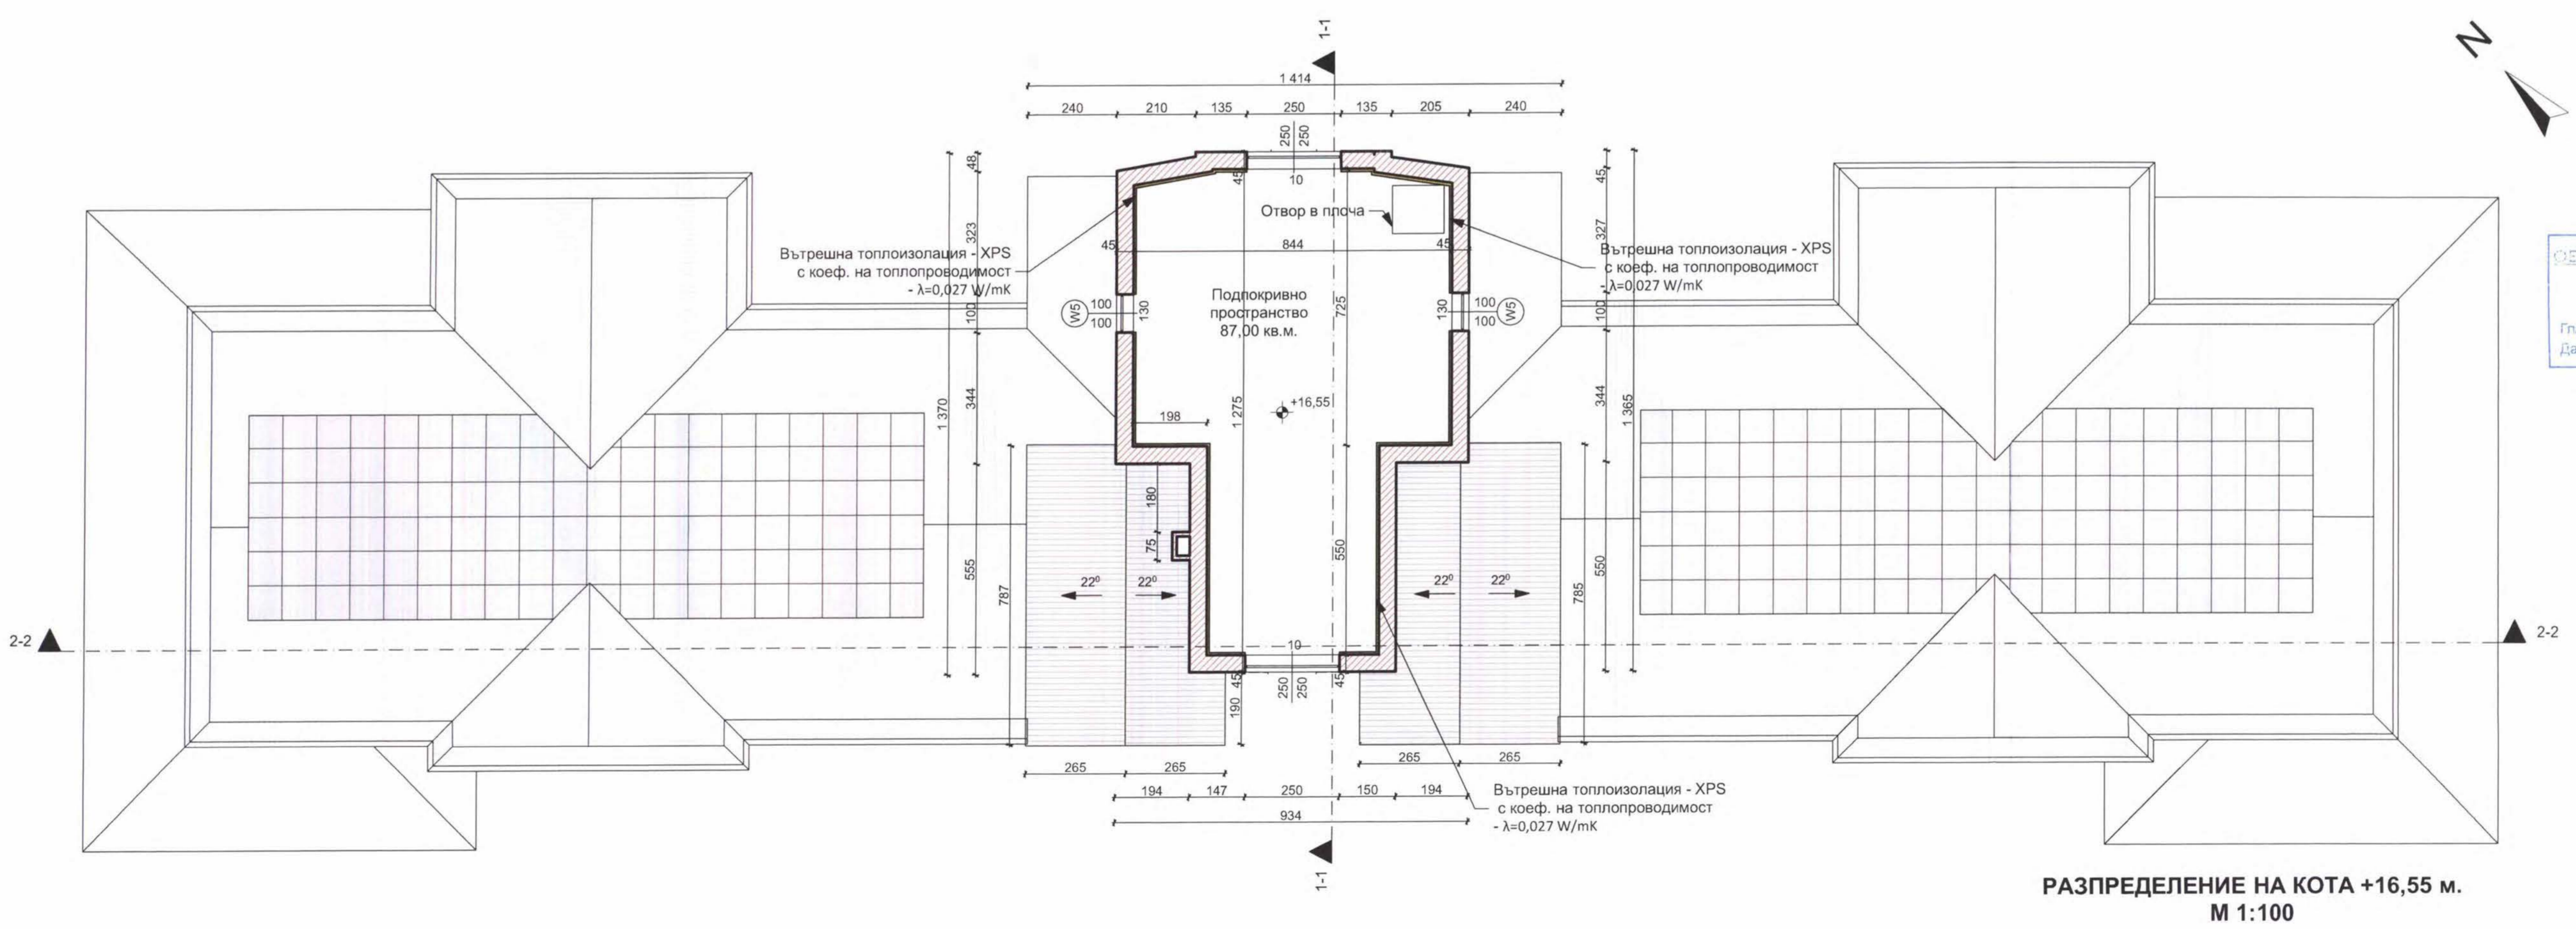 1-1
N
1 414
240 210 135 250 135 205 240
250 250
48
45
45
10
Отвор в плоча
323
327
45 844 45
Вътрешна топлоизолация - XPS
с коеф. на топлопроводимост
- λ=0,027 W/mK
Вътрешна топлоизолация - XPS
с коеф. на топлопроводимост
- λ=0,027 W/mK
Подпокривно
пространство
87,00 кв.м.
725
W5 100
100
130
130
100
100 W5
100
100
+16,55
198
1 370
344
1 275
344
1 365
180
75
555
550
550
787
785
22⁰ 22⁰
22⁰ 22⁰
2-2
2-2
10
45
250 250
45
190
265 265
265 265
194 147 250 150 194
934
Вътрешна топлоизолация - XPS
с коеф. на топлопроводимост
- λ=0,027 W/mK
1-1
РАЗПРЕДЕЛЕНИЕ НА КОТА +16,55 м.
М 1:100